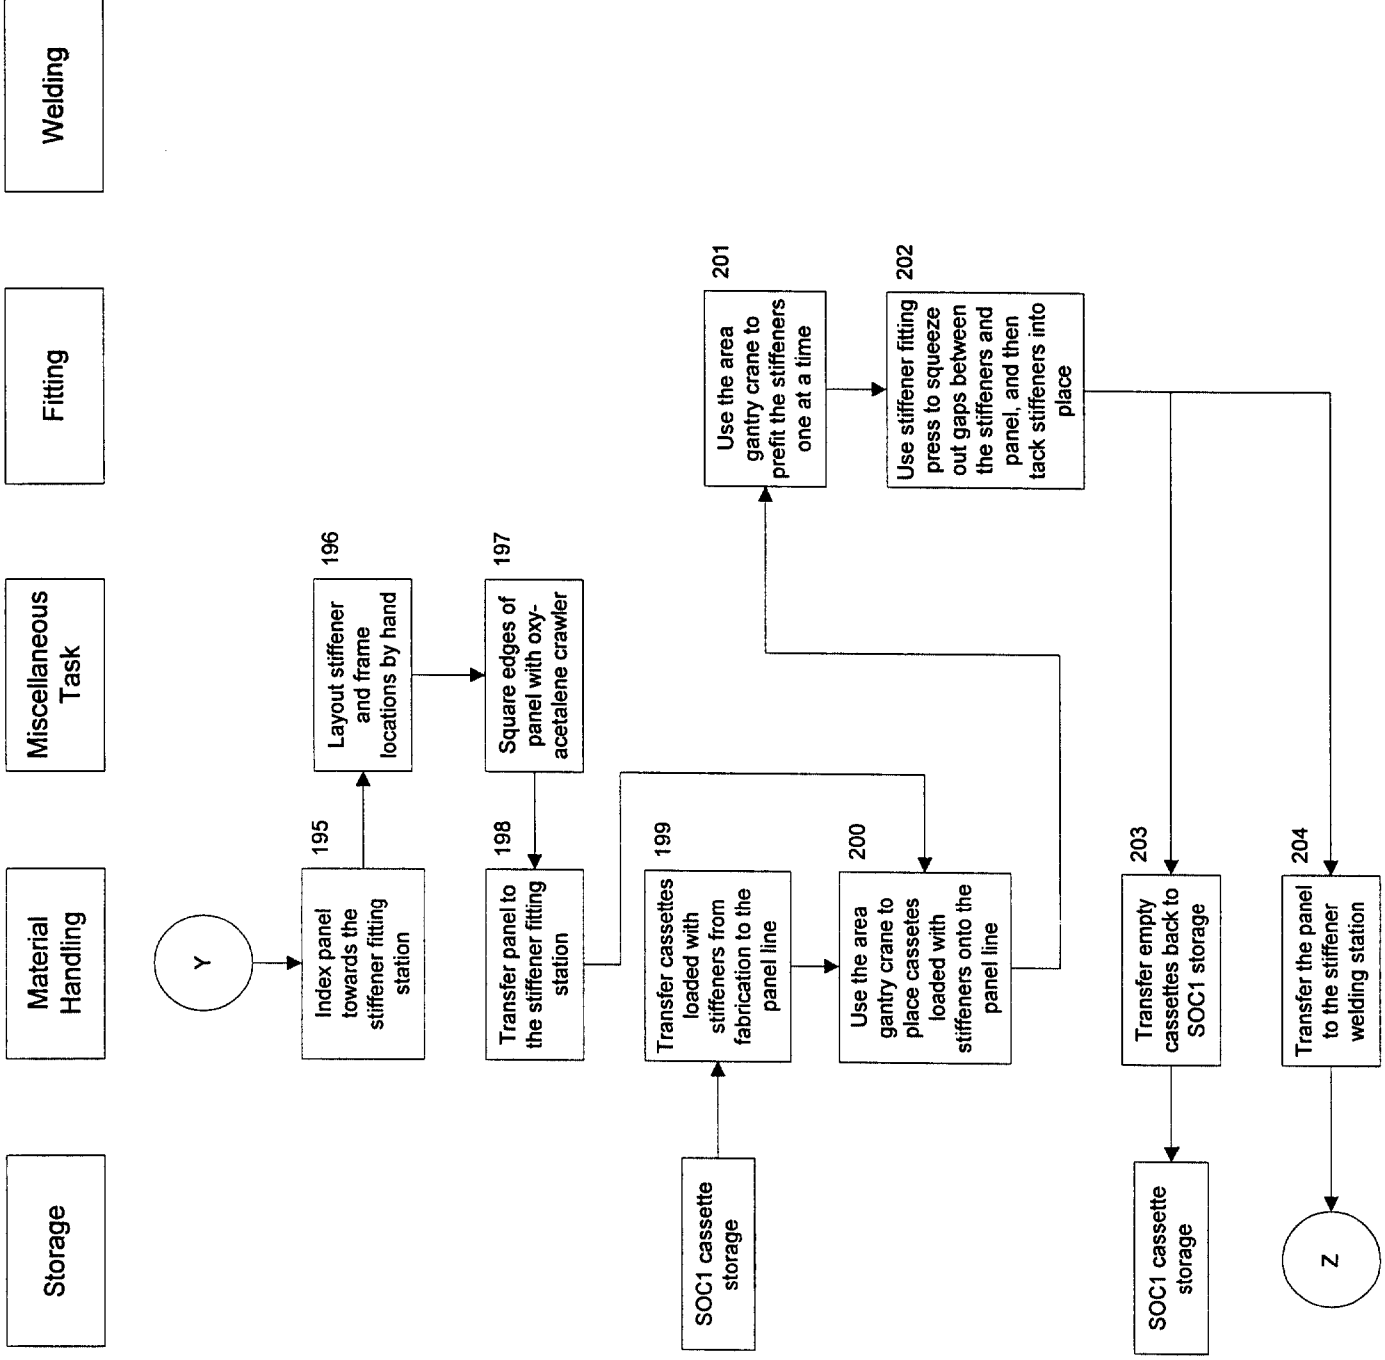 Storage
Material
Handling
Miscellaneous
Task
Fitting
Welding
Y
195
Index panel
towards the
stiffener fitting
station
196
Layout stiffener
and frame
locations by hand
197
Square edges of
panel with oxy-
acetalene crawler
198
Transfer panel to
the stiffener fitting
station
SOC1 cassette
storage
199
Transfer cassettes
loaded with
stiffeners from
fabrication to the
panel line
200
Use the area
gantry crane to
place cassetes
loaded with
stiffeners onto the
panel line
201
Use the area
gantry crane to
prefit the stiffeners
one at a time
202
Use stiffener fitting
press to squeeze
out gaps between
the stiffeners and
panel, and then
tack stiffeners into
place
203
Transfer empty
cassettes back to
SOC1 storage
SOC1 cassette
storage
204
Transfer the panel
to the stiffener
welding station
Z